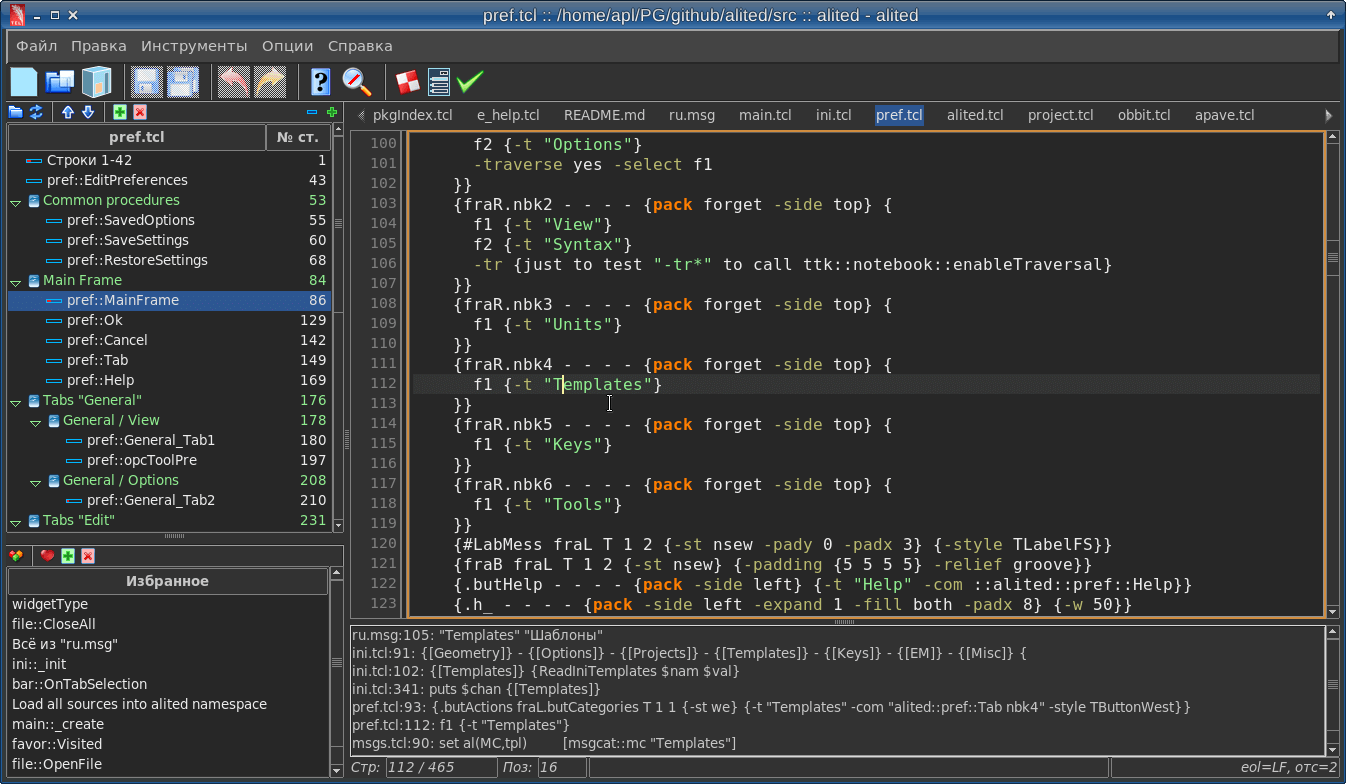 pref.tcl :: /home/apl/PG/github/alited/src :: alited - alited
Файл Правка Инструменты Опции Справка
pref.tcl № ст.
Строки 1-42 1
pref::EditPreferences 43
Common procedures 53
pref::SavedOptions 55
pref::SaveSettings 60
pref::RestoreSettings 68
Main Frame 84
pref::MainFrame 86
pref::Ok 129
pref::Cancel 142
pref::Tab 149
pref::Help 169
Tabs "General" 176
General / View 178
pref::General_Tab1 180
pref::opcToolPre 197
General / Options 208
pref::General_Tab2 210
Tabs "Edit" 231
Избранное
widgetType
file::CloseAll
Всё из "ru.msg"
ini::_init
bar::OnTabSelection
Load all sources into alited namespace
main::_create
favor::Visited
file::OpenFile
pkgIndex.tcl e_help.tcl README.md ru.msg main.tcl ini.tcl pref.tcl alited.tcl project.tcl obbit.tcl apave.tcl
100 f2 {-t "Options"}
101 -traverse yes -select f1
102 }}
103 {fraR.nbk2 - - - - {pack forget -side top} {
104 f1 {-t "View"}
105 f2 {-t "Syntax"}
106 -tr {just to test "-tr*" to call ttk::notebook::enableTraversal}
107 }}
108 {fraR.nbk3 - - - - {pack forget -side top} {
109 f1 {-t "Units"}
110 }}
111 {fraR.nbk4 - - - - {pack forget -side top} {
112 f1 {-t "Templates"}
113 }}
114 {fraR.nbk5 - - - - {pack forget -side top} {
115 f1 {-t "Keys"}
116 }}
117 {fraR.nbk6 - - - - {pack forget -side top} {
118 f1 {-t "Tools"}
119 }}
120 {#LabMess fraL T 1 2 {-st nsew -pady 0 -padx 3} {-style TLabelFS}}
121 {fraB fraL T 1 2 {-st nsew} {-padding {5 5 5 5} -relief groove}}
122 {.butHelp - - - - {pack -side left} {-t "Help" -com ::alited::pref::Help}}
123 {.h_ - - - - {pack -side left -expand 1 -fill both -padx 8} {-w 50}}
ru.msg:105: "Templates" "Шаблоны"
ini.tcl:91: {[Geometry]} - {[Options]} - {[Projects]} - {[Templates]} - {[Keys]} - {[EM]} - {[Misc]} {
ini.tcl:102: {[Templates]} {ReadIniTemplates $nam $val}
ini.tcl:341: puts $chan {[Templates]}
pref.tcl:93: {.butActions fraL.butCategories T 1 1 {-st we} {-t "Templates" -com "alited::pref::Tab nbk4" -style TButtonWest}}
pref.tcl:112: f1 {-t "Templates"}
msgs.tcl:90: set al(MC,tpl) [msgcat::mc "Templates"]
Стр: 112 / 465 Поз: 16 eol=LF, отс=2